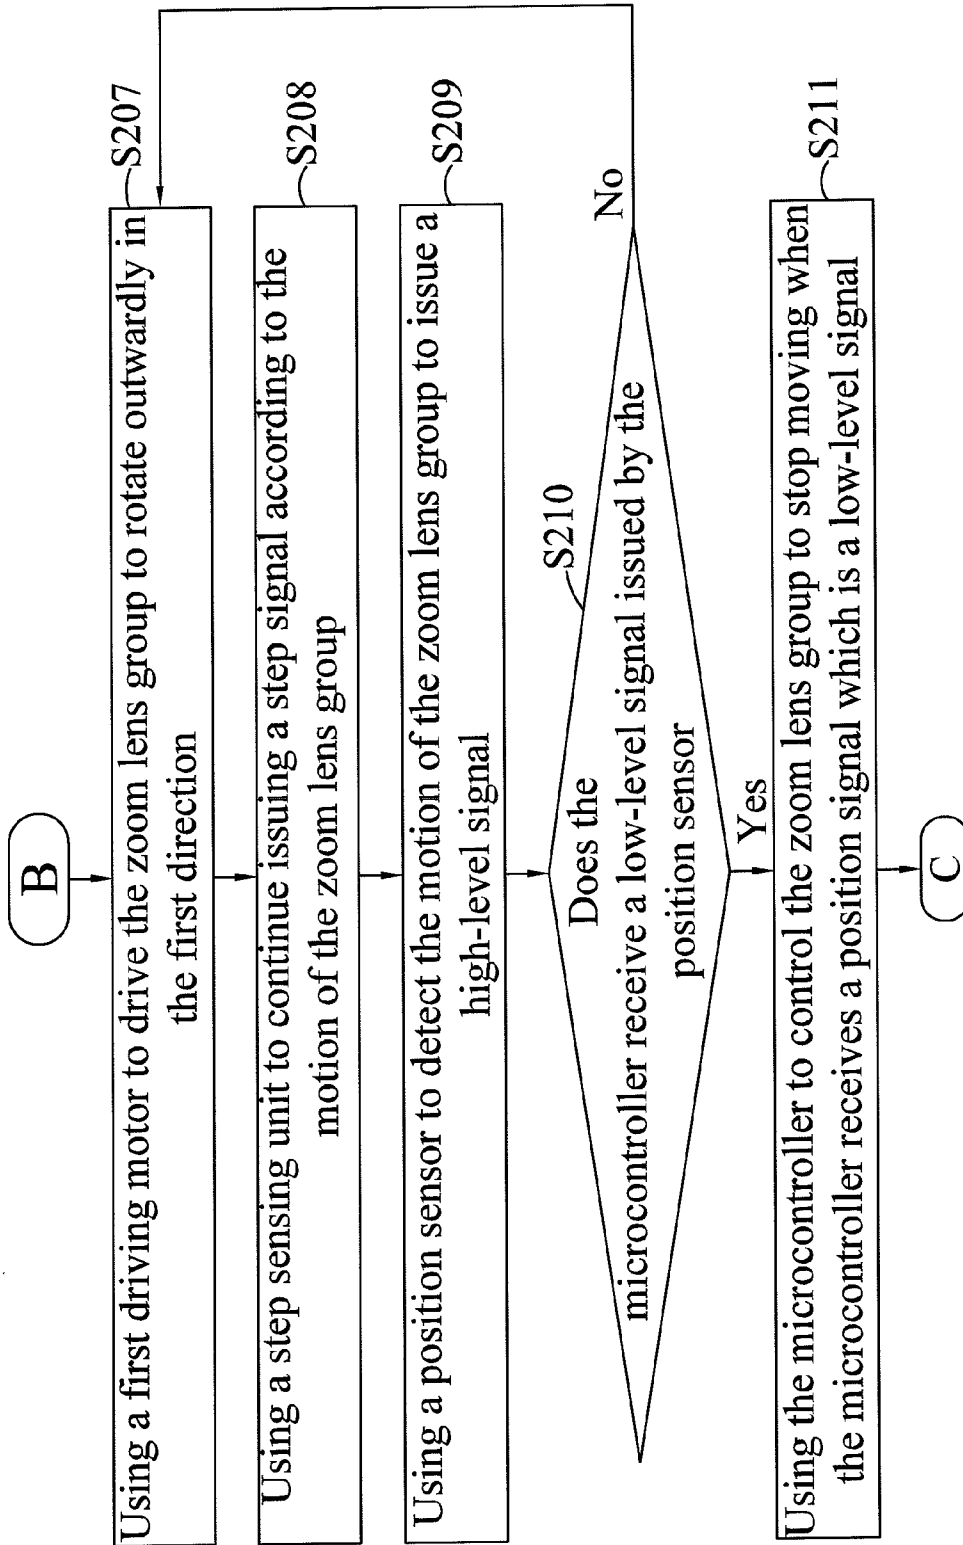 B
S207
Using a first driving motor to drive the zoom lens group to rotate outwardly in
the first direction
S208
Using a step sensing unit to continue issuing a step signal according to the
motion of the zoom lens group
S209
Using a position sensor to detect the motion of the zoom lens group to issue a
high-level signal
S210
Does the
microcontroller receive a low-level signal issued by the
position sensor
No
Yes
S211
Using the microcontroller to control the zoom lens group to stop moving when
the microcontroller receives a position signal which is a low-level signal
C